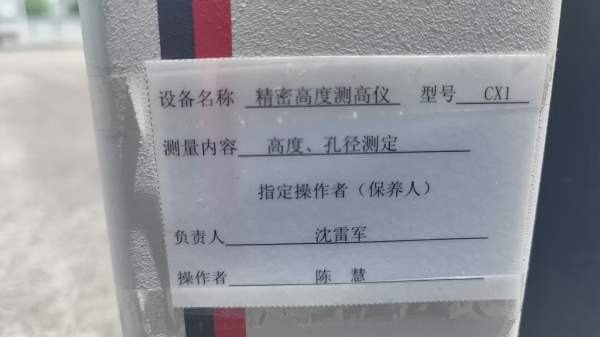 设备名称 精密高度测高仪 型号 CX1
测量内容 高度、孔径测定
指定操作者（保养人）
负责人 沈雷军
操作者 陈 慧